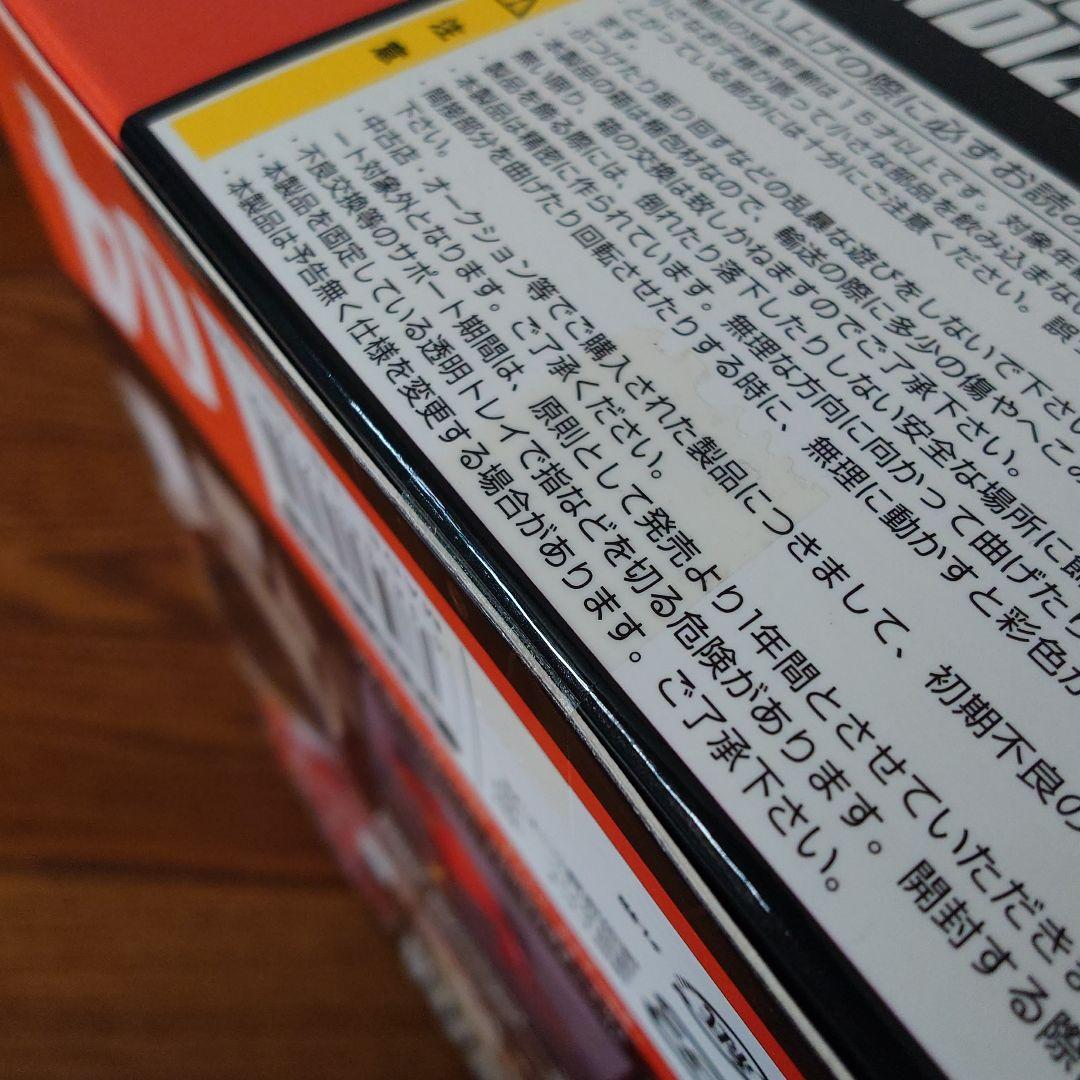 注意
い上げの際に必ずお読み
製品の対象年齢は15才以上です。対象年齢
小さなお子様が誤って小さな部品を飲み込まない
とがっている部分には十分にご注意ください。誤っ
ぶつけたり振り回すなどの乱暴な遊びをしないで下さい
ます。
・本製品の箱は梱包材なので、輸送の際に多少の傷やへこみ
無い限り、箱の交換は致しかねますのでご了承下さい。
・製品を飾る際には、倒れたり落下したりしない安全な場所に飾
・本製品は精密に作られています。無理な方向に向かって曲げたり
関節部分を曲げたり回転させたりする時に、無理に動かすと彩色が
下さい。
・中古店・オークション等でご購入された製品につきまして、初期不良の
ート対象外となります。ご了承ください。
・不良交換等のサポート期間は、原則として発売より1年間とさせていただきま
・本製品を固定している透明トレイで指などを切る危険があります。開封する際
・本製品は予告無く仕様を変更する場合があります。ご了承下さい。